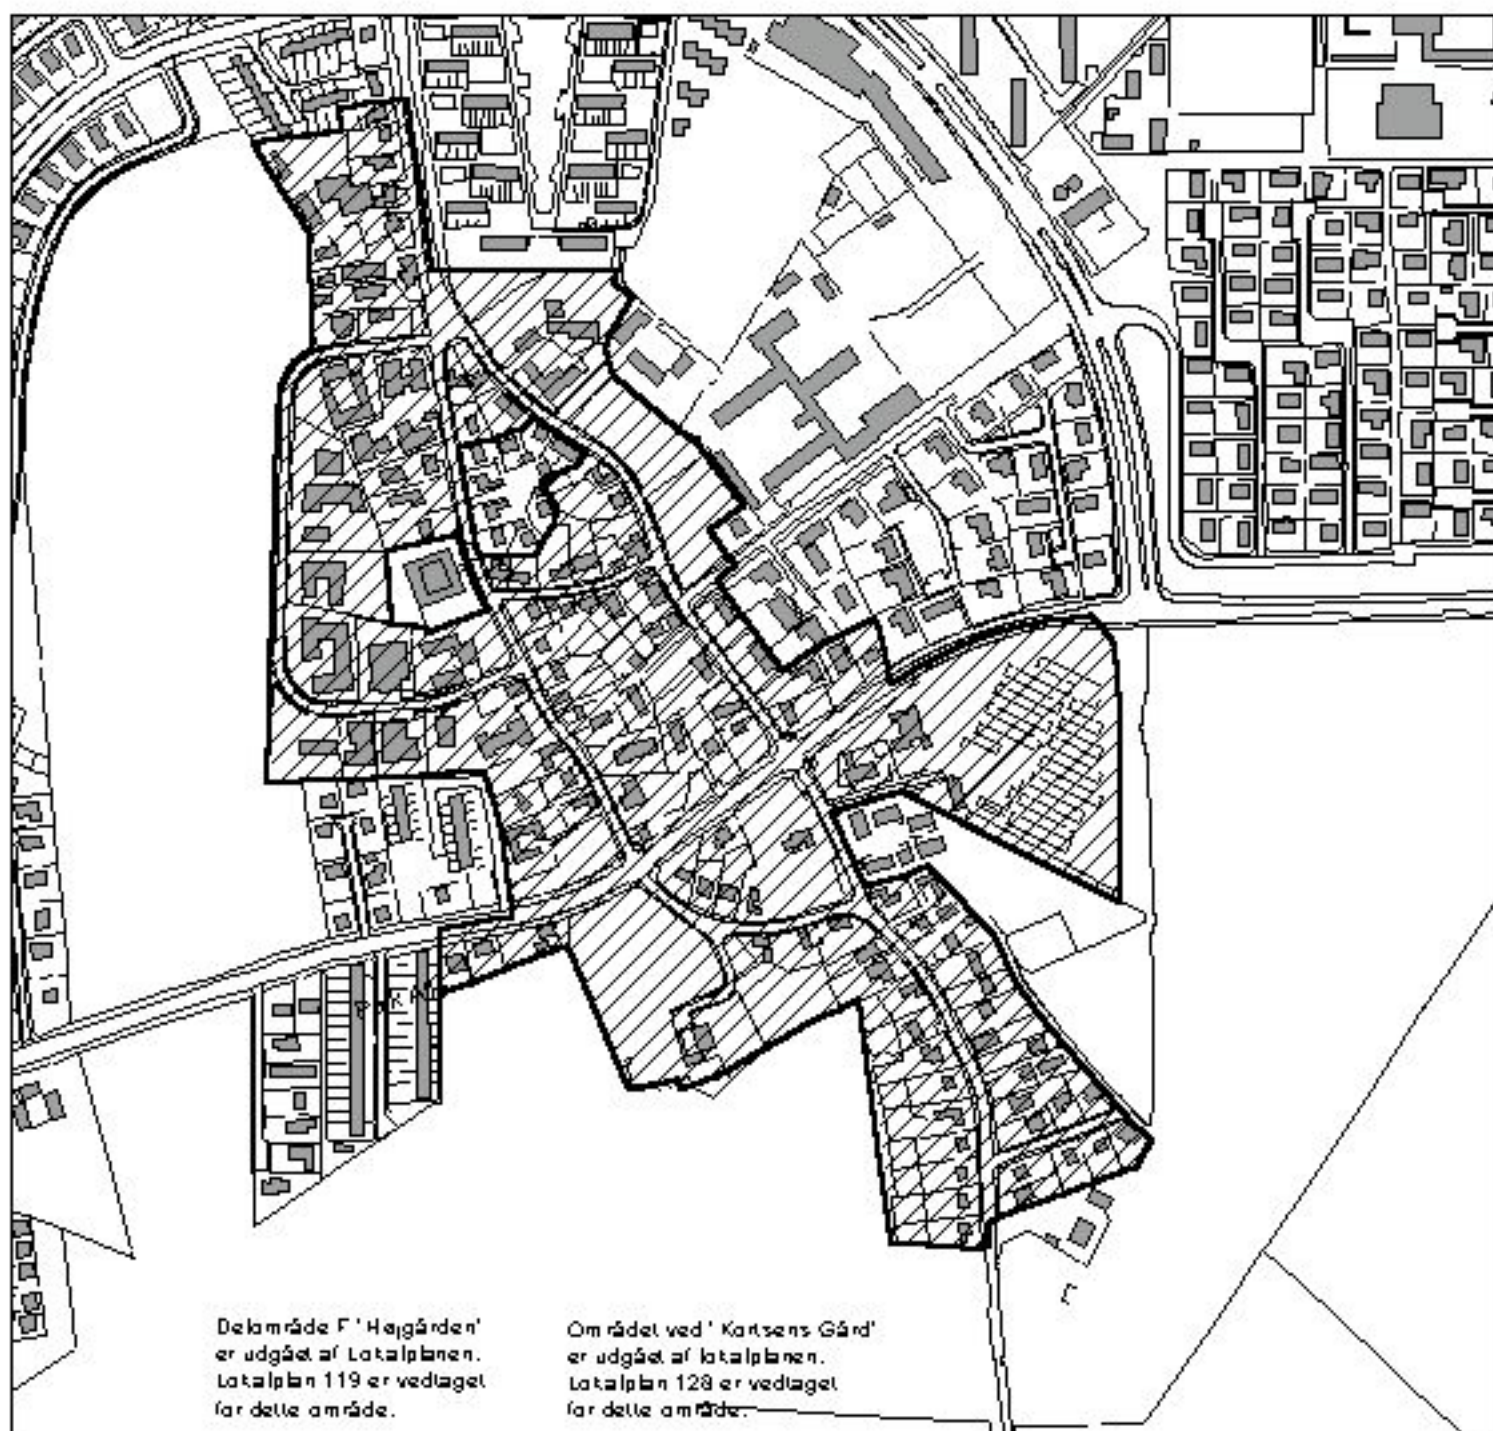 Delområde F 'Højgården'
er udgået af Lokalplanen.
Lokalplan 119 er vedtaget
for dette område.
Området ved 'Kortsens Gård'
er udgået af lokalplanen.
Lokalplan 128 er vedtaget
for dette område.